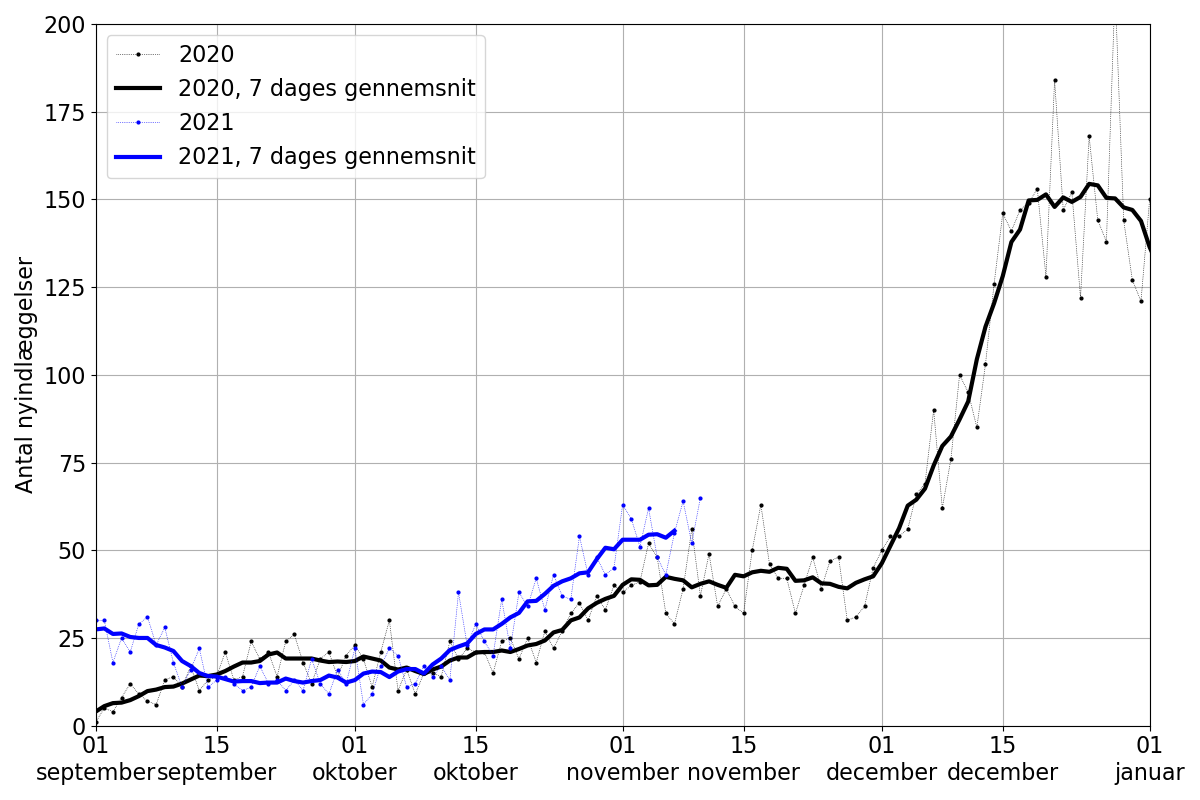 200
175
150
125
100
75
50
25
0
Antal nyindlæggelser
2020
2020, 7 dages gennemsnit
2021
2021, 7 dages gennemsnit
01 15 01 15 01 15 01 15 01
september september oktober oktober november november december december januar